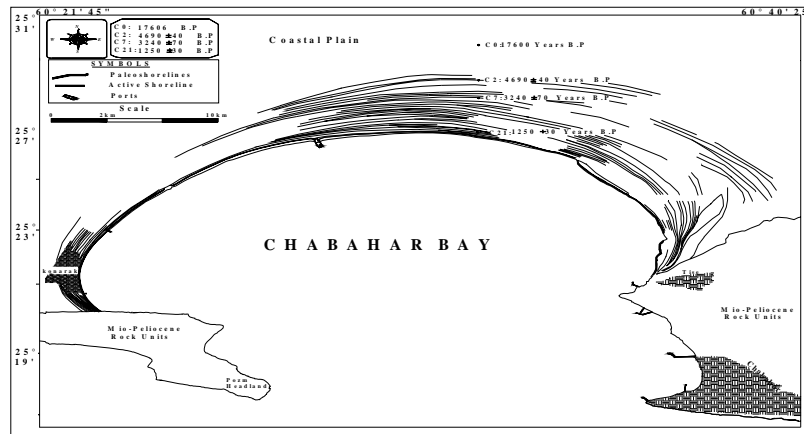 60° 21' 45"
60° 40' 25"
25°
31'
C0: 17606 B.P
C2: 4690 ±40 B.P
C7: 3240 ±70 B.P
C21: 1250 ±30 B.P
N
W
E
S
SYMBOLS
Paleoshorelines
Active Shoreline
Ports
Scale
0 2km 10km
Coastal Plain
C0:17600 Years B.P
C2:4690 ±40 Years B.P
C7:3240 ±70 Years B.P
C21: 1250 ±30 Years B.P
25°
27'
25°
23'
CHABAHAR BAY
konarak
Tiss
Mio-Peliocene
Rock Units
Mio-Peliocene
Rock Units
25°
19'
Pozm
Headland
Chabahar